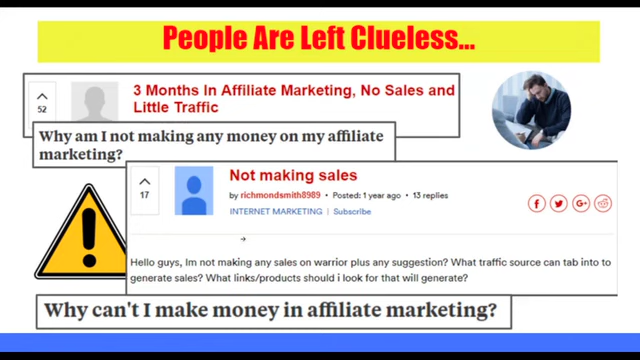 People Are Left Clueless...
52
3 Months In Affiliate Marketing, No Sales and
Little Traffic
Why am I not making any money on my affiliate
marketing?
17
Not making sales
by richmondsmith8989 • Posted: 1 year ago • 13 replies
INTERNET MARKETING | Subscribe
Hello guys, Im not making any sales on warrior plus any suggestion? What traffic source can tab into to
generate sales? What links/products should i look for that will generate?
Why can't I make money in affiliate marketing?